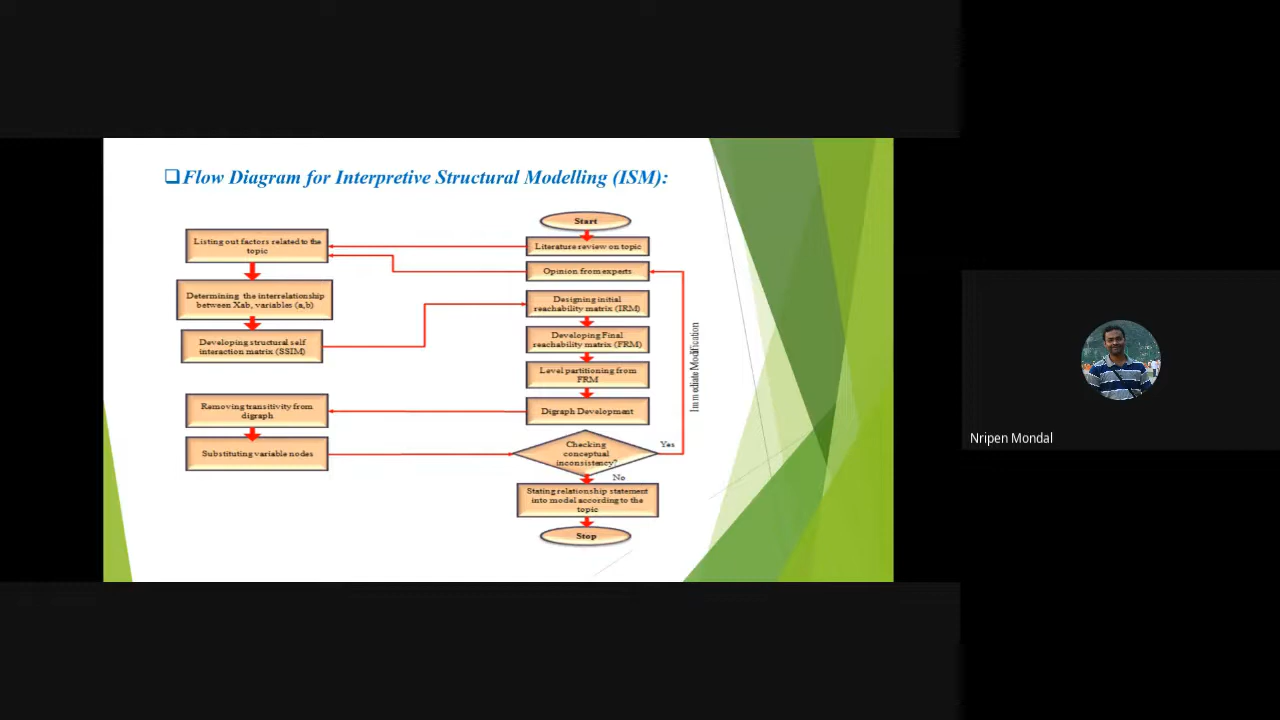 ❑Flow Diagram for Interpretive Structural Modelling (ISM):
Start
Literature review on topic
Listing out factors related to the
topic
Opinion from experts
Determining the interrelationship
between Xab, variables (a,b)
Developing structural self
interaction matrix (SSIM)
Designing initial
reachability matrix (IRM)
Developing Final
reachability matrix (FRM)
Level partitioning from
FRM
Digraph Development
Removing transitivity from
digraph
Substituting variable nodes
Checking
conceptual
inconsistency?
Yes
Immediate Modification
No
Stating relationship statement
into model according to the
topic
Stop
Nripen Mondal